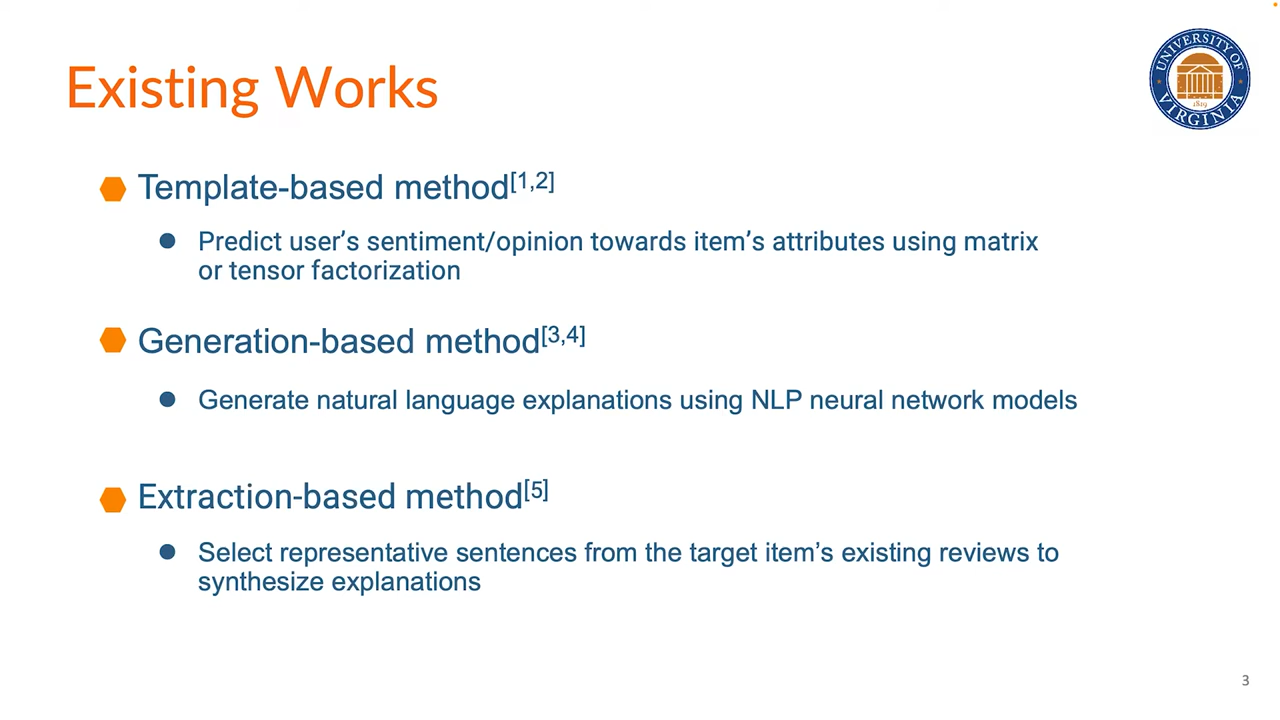 Existing Works
UNIVERSITY OF
VIRGINIA
1819
Template-based method[1,2]
Predict user’s sentiment/opinion towards item’s attributes using matrix
or tensor factorization
Generation-based method[3,4]
Generate natural language explanations using NLP neural network models
Extraction-based method[5]
Select representative sentences from the target item’s existing reviews to
synthesize explanations
3